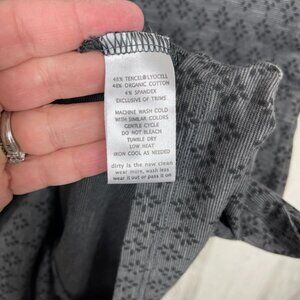 48% TENCEL® LYOCELL
48% ORGANIC COTTON
4% SPANDEX
EXCLUSIVE OF TRIMS
MACHINE WASH COLD
WITH SIMILAR COLORS
GENTLE CYCLE
DO NOT BLEACH
TUMBLE DRY
LOW HEAT
IRON COOL AS NEEDED
dirty is the new clean
wear more, wash less
wear it out or pass it on